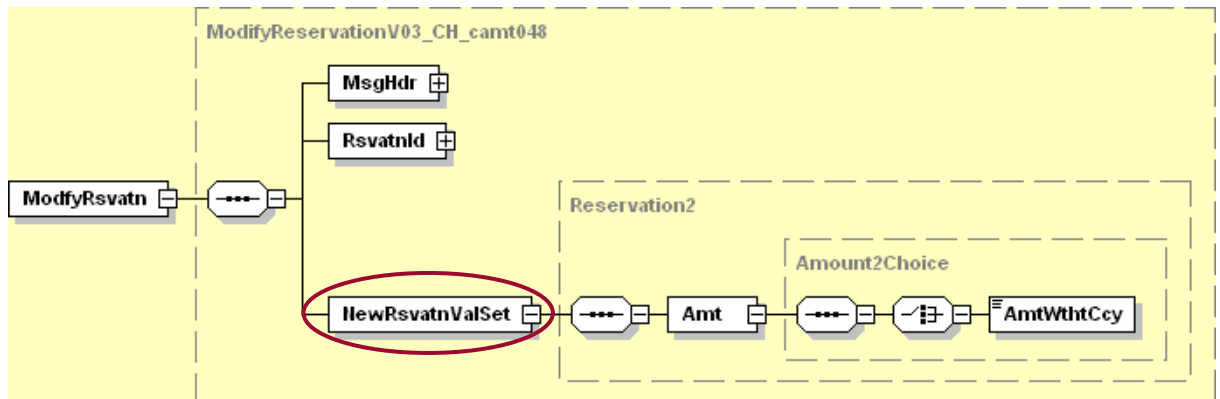 ModifyReservationV03_CH_camt048
MsgHdr
RsvatnId
ModfyRsvatn
Reservation2
Amount2Choice
NewRsvatnValSet
Amt
AmtWthtCcy